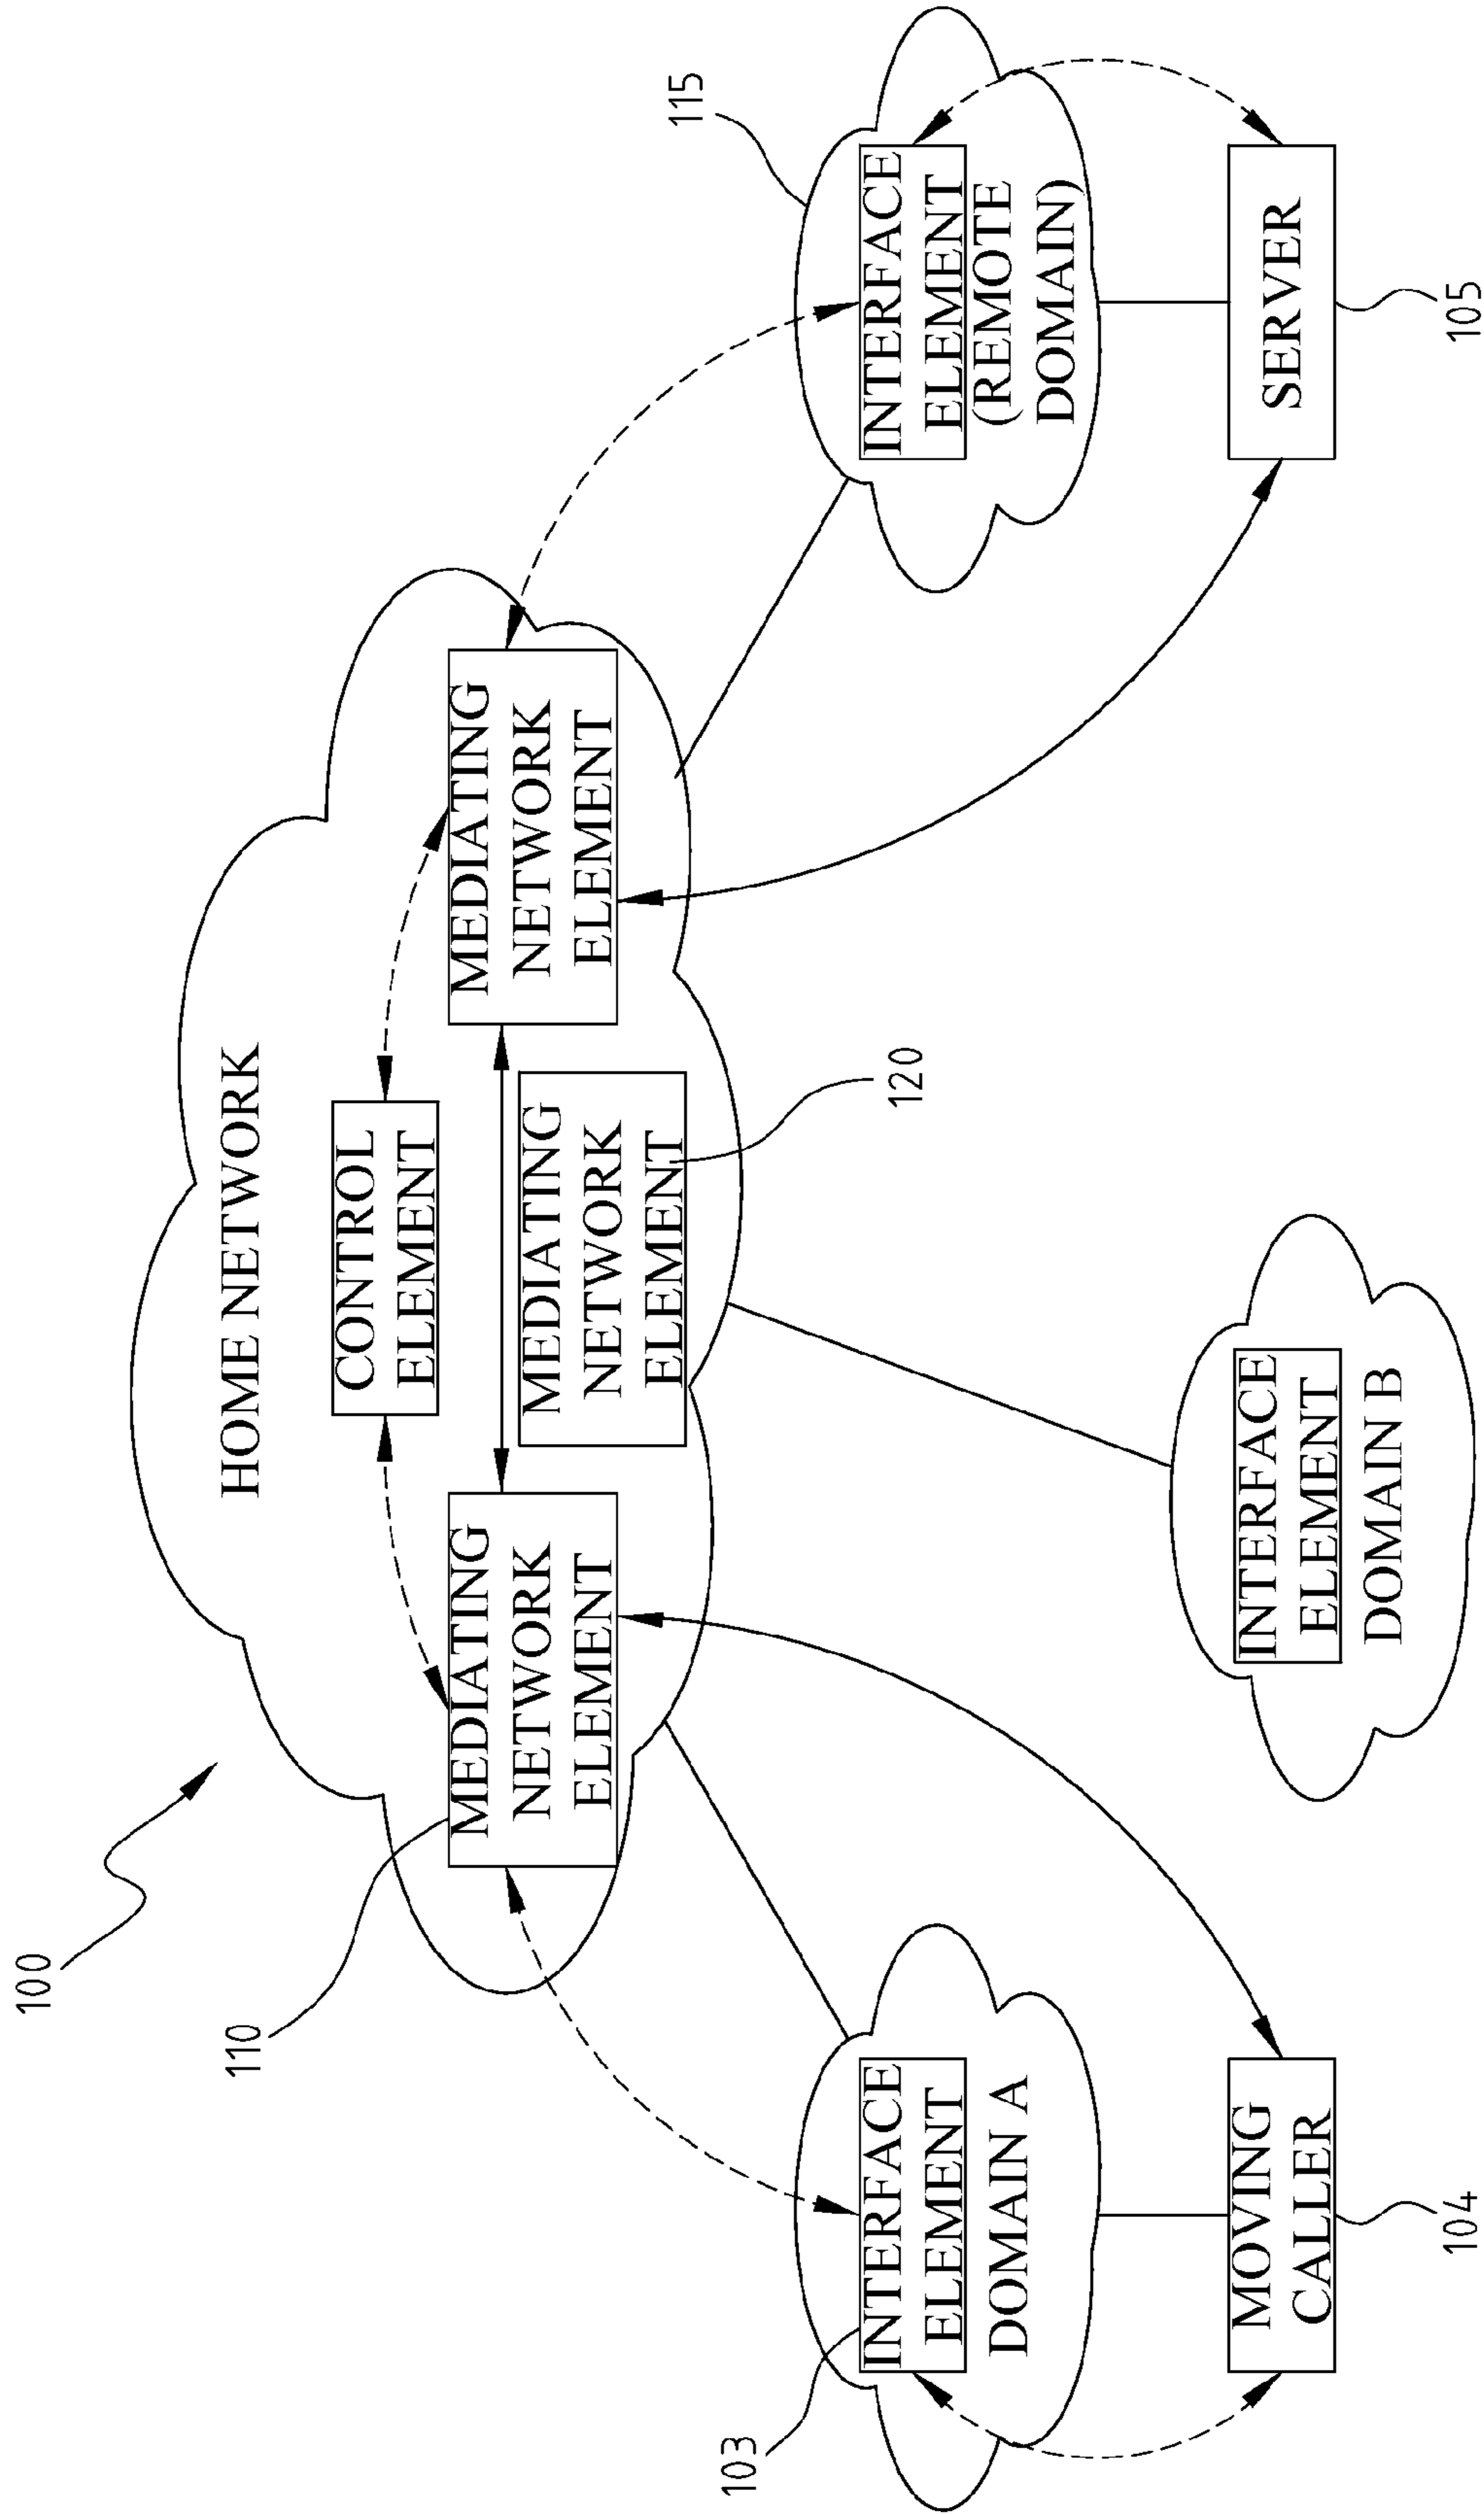 100
HOME NETWORK
CONTROL
ELEMENT
110
MEDIATING
NETWORK
ELEMENT
MEDIATING
NETWORK
ELEMENT
120
MEDIATING
NETWORK
ELEMENT
115
103
INTERFACE
ELEMENT
DOMAIN A
INTERFACE
ELEMENT
(REMOTE
DOMAIN)
MOVING
CALLER
104
INTERFACE
ELEMENT
DOMAIN B
SERVER
105